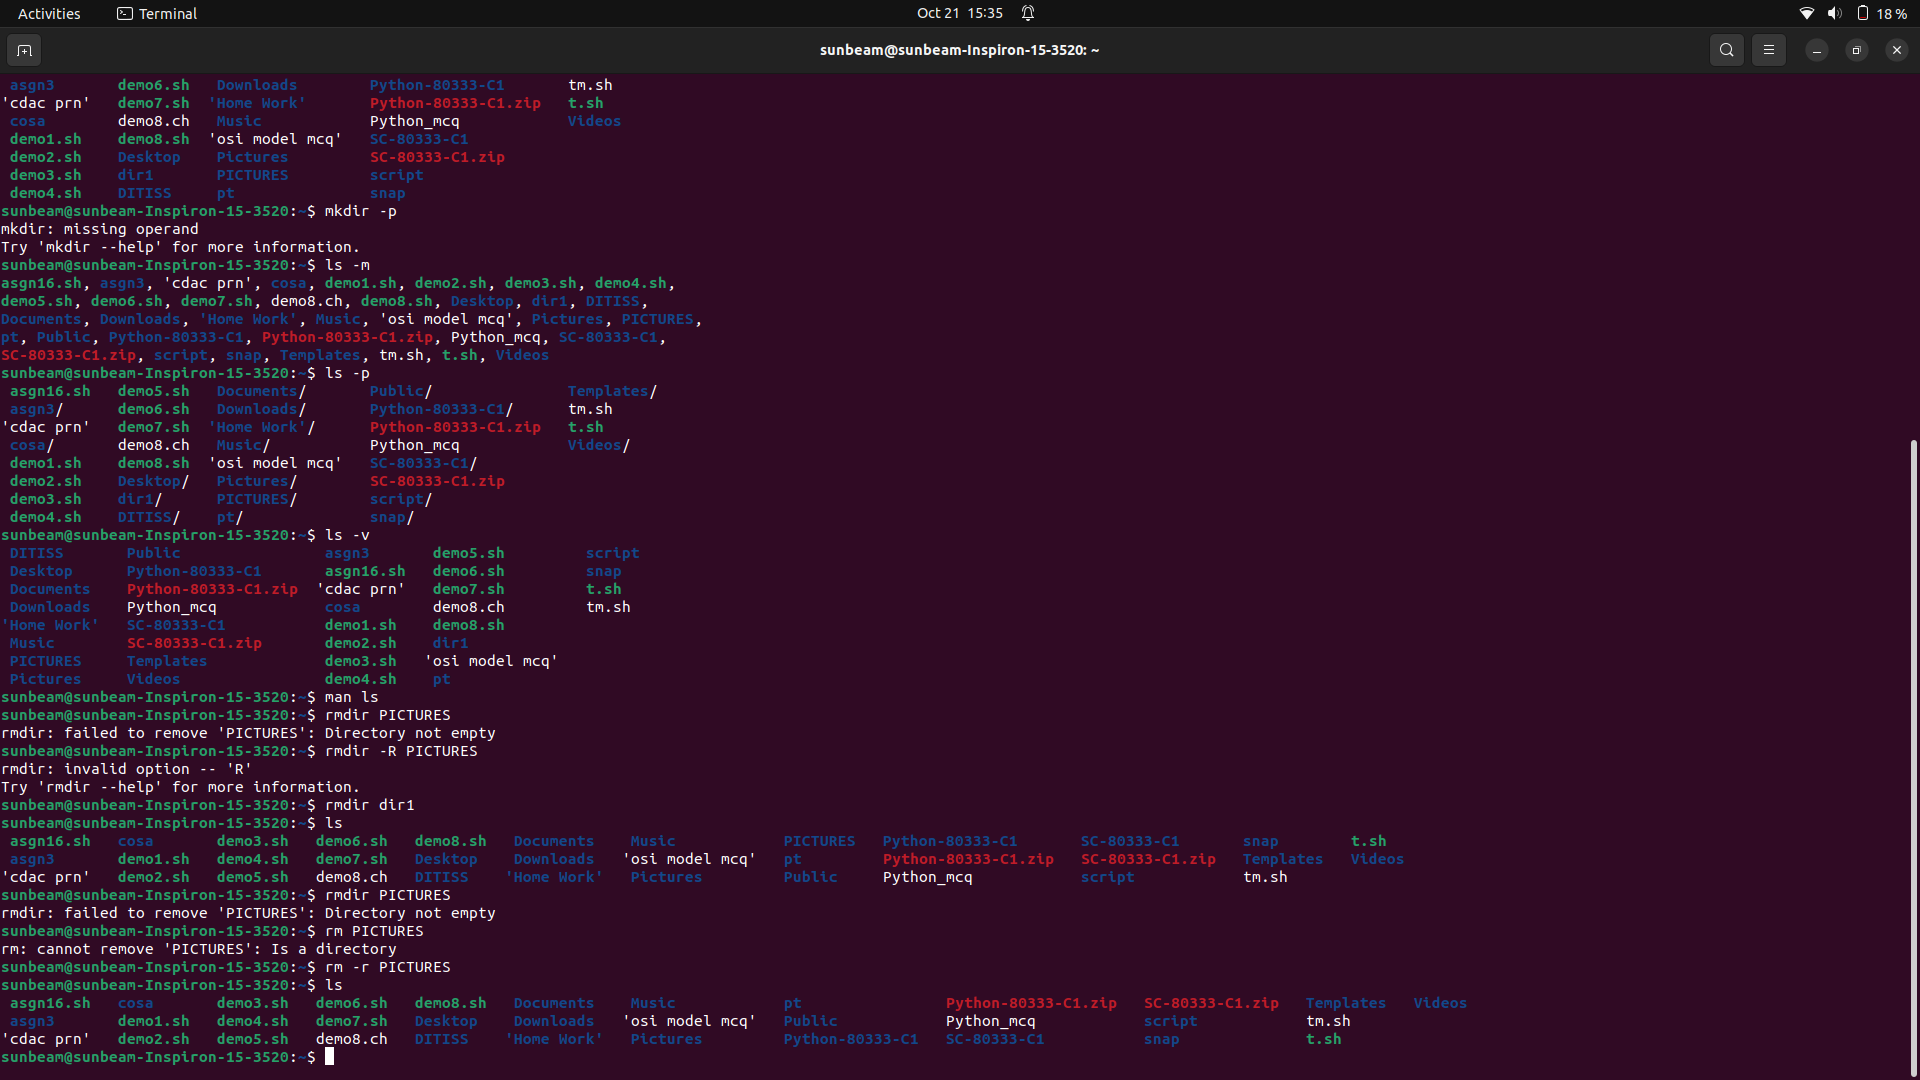 Activities Terminal Oct 21 15:35 18 %
sunbeam@sunbeam-Inspiron-15-3520: ~
asgn3 demo6.sh Downloads Python-80333-C1 tm.sh
'cdac prn' demo7.sh 'Home Work' Python-80333-C1.zip t.sh
cosa demo8.ch Music Python_mcq Videos
demo1.sh demo8.sh 'osi model mcq' SC-80333-C1
demo2.sh Desktop Pictures SC-80333-C1.zip
demo3.sh dir1 PICTURES script
demo4.sh DITISS pt snap
sunbeam@sunbeam-Inspiron-15-3520:~$ mkdir -p
mkdir: missing operand
Try 'mkdir --help' for more information.
sunbeam@sunbeam-Inspiron-15-3520:~$ ls -m
asgn16.sh, asgn3, 'cdac prn', cosa, demo1.sh, demo2.sh, demo3.sh, demo4.sh,
demo5.sh, demo6.sh, demo7.sh, demo8.ch, demo8.sh, Desktop, dir1, DITISS,
Documents, Downloads, 'Home Work', Music, 'osi model mcq', Pictures, PICTURES,
pt, Public, Python-80333-C1, Python-80333-C1.zip, Python_mcq, SC-80333-C1,
SC-80333-C1.zip, script, snap, Templates, tm.sh, t.sh, Videos
sunbeam@sunbeam-Inspiron-15-3520:~$ ls -p
asgn16.sh demo5.sh Documents/ Public/ Templates/
asgn3/ demo6.sh Downloads/ Python-80333-C1/ tm.sh
'cdac prn' demo7.sh 'Home Work'/ Python-80333-C1.zip t.sh
cosa/ demo8.ch Music/ Python_mcq Videos/
demo1.sh demo8.sh 'osi model mcq' SC-80333-C1/
demo2.sh Desktop/ Pictures/ SC-80333-C1.zip
demo3.sh dir1/ PICTURES/ script/
demo4.sh DITISS/ pt/ snap/
sunbeam@sunbeam-Inspiron-15-3520:~$ ls -v
DITISS Public asgn3 demo5.sh script
Desktop Python-80333-C1 asgn16.sh demo6.sh snap
Documents Python-80333-C1.zip 'cdac prn' demo7.sh t.sh
Downloads Python_mcq cosa demo8.ch tm.sh
'Home Work' SC-80333-C1 demo1.sh demo8.sh
Music SC-80333-C1.zip demo2.sh dir1
PICTURES Templates demo3.sh 'osi model mcq'
Pictures Videos demo4.sh pt
sunbeam@sunbeam-Inspiron-15-3520:~$ man ls
sunbeam@sunbeam-Inspiron-15-3520:~$ rmdir PICTURES
rmdir: failed to remove 'PICTURES': Directory not empty
sunbeam@sunbeam-Inspiron-15-3520:~$ rmdir -R PICTURES
rmdir: invalid option -- 'R'
Try 'rmdir --help' for more information.
sunbeam@sunbeam-Inspiron-15-3520:~$ rmdir dir1
sunbeam@sunbeam-Inspiron-15-3520:~$ ls
asgn16.sh cosa demo3.sh demo6.sh demo8.sh Documents Music PICTURES Python-80333-C1 SC-80333-C1 snap t.sh
asgn3 demo1.sh demo4.sh demo7.sh Desktop Downloads 'osi model mcq' pt Python-80333-C1.zip SC-80333-C1.zip Templates Videos
'cdac prn' demo2.sh demo5.sh demo8.ch DITISS 'Home Work' Pictures Public Python_mcq script tm.sh
sunbeam@sunbeam-Inspiron-15-3520:~$ rmdir PICTURES
rmdir: failed to remove 'PICTURES': Directory not empty
sunbeam@sunbeam-Inspiron-15-3520:~$ rm PICTURES
rm: cannot remove 'PICTURES': Is a directory
sunbeam@sunbeam-Inspiron-15-3520:~$ rm -r PICTURES
sunbeam@sunbeam-Inspiron-15-3520:~$ ls
asgn16.sh cosa demo3.sh demo6.sh demo8.sh Documents Music pt Python-80333-C1.zip SC-80333-C1.zip Templates Videos
asgn3 demo1.sh demo4.sh demo7.sh Desktop Downloads 'osi model mcq' Public Python_mcq script tm.sh
'cdac prn' demo2.sh demo5.sh demo8.ch DITISS 'Home Work' Pictures Python-80333-C1 SC-80333-C1 snap t.sh
sunbeam@sunbeam-Inspiron-15-3520:~$